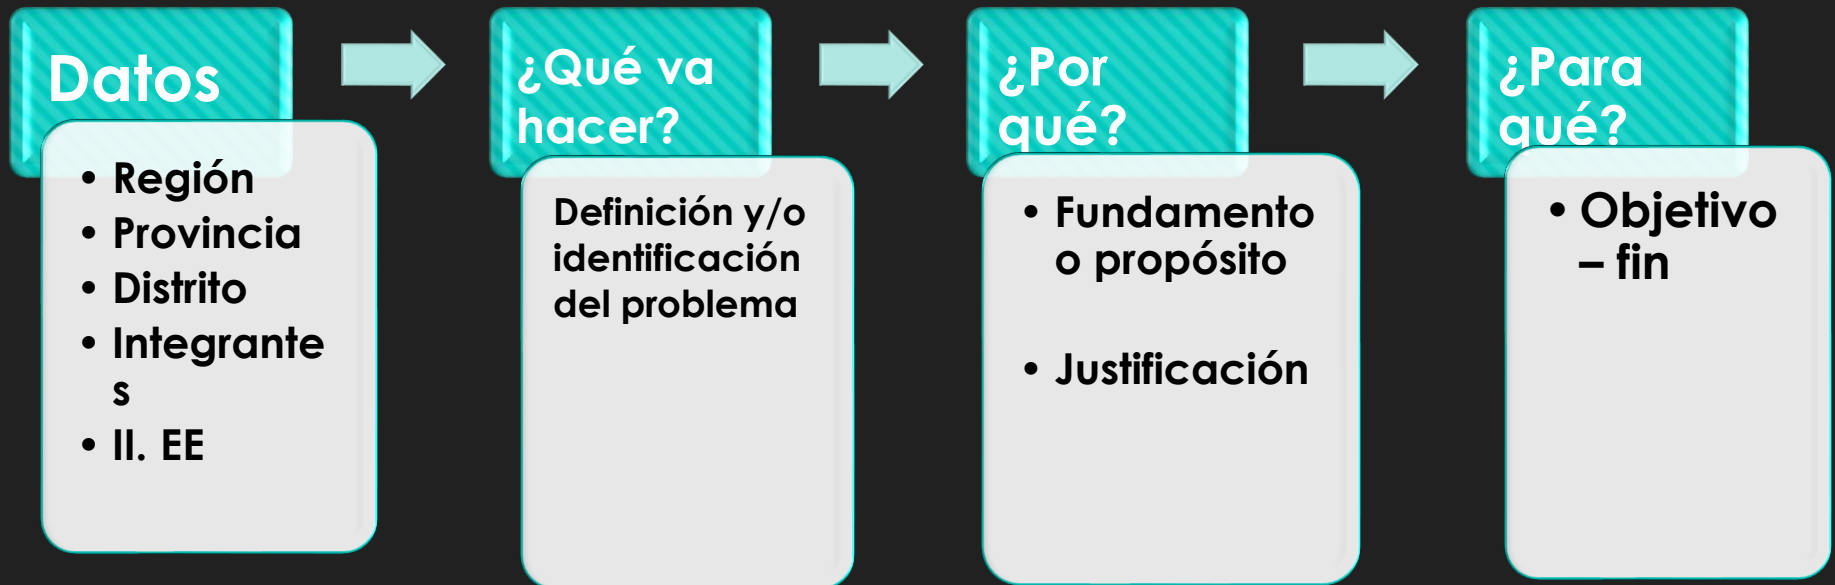 Datos
• Región
• Provincia
• Distrito
• Integrante
s
• II. EE
¿Qué va
hacer?
Definición y/o
identificación
del problema
¿Por
qué?
• Fundamento
o propósito
• Justificación
¿Para
qué?
• Objetivo
– fin